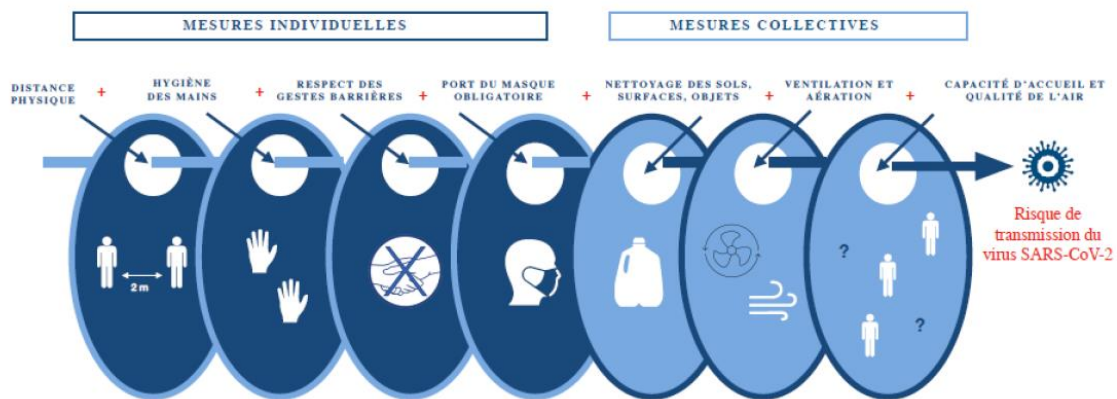 MESURES INDIVIDUELLES
MESURES COLLECTIVES
DISTANCE
PHYSIQUE
+
HYGIÈNE
DES MAINS
+
RESPECT DES
GESTES BARRIÈRES
+
PORT DU MASQUE
OBLIGATOIRE
+
NETTOYAGE DES SOLS,
SURFACES, OBJETS
+
VENTILATION ET
AÉRATION
+
CAPACITÉ D'ACCUEIL ET
QUALITÉ DE L'AIR
2 m
?
?
Risque de
transmission du
virus SARS-CoV-2